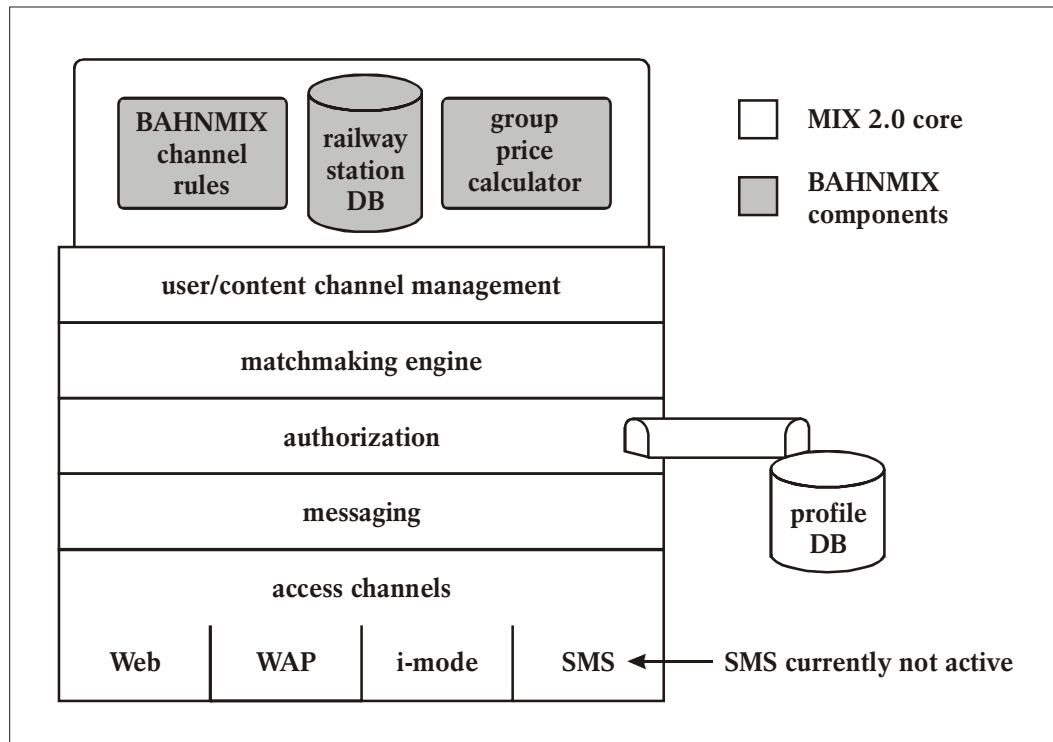 BAHNMIX
channel
rules
railway
station
DB
group
price
calculator
MIX 2.0 core
BAHNMIX
components
user/content channel management
matchmaking engine
authorization
messaging
profile
DB
access channels
Web
WAP
i-mode
SMS
SMS currently not active